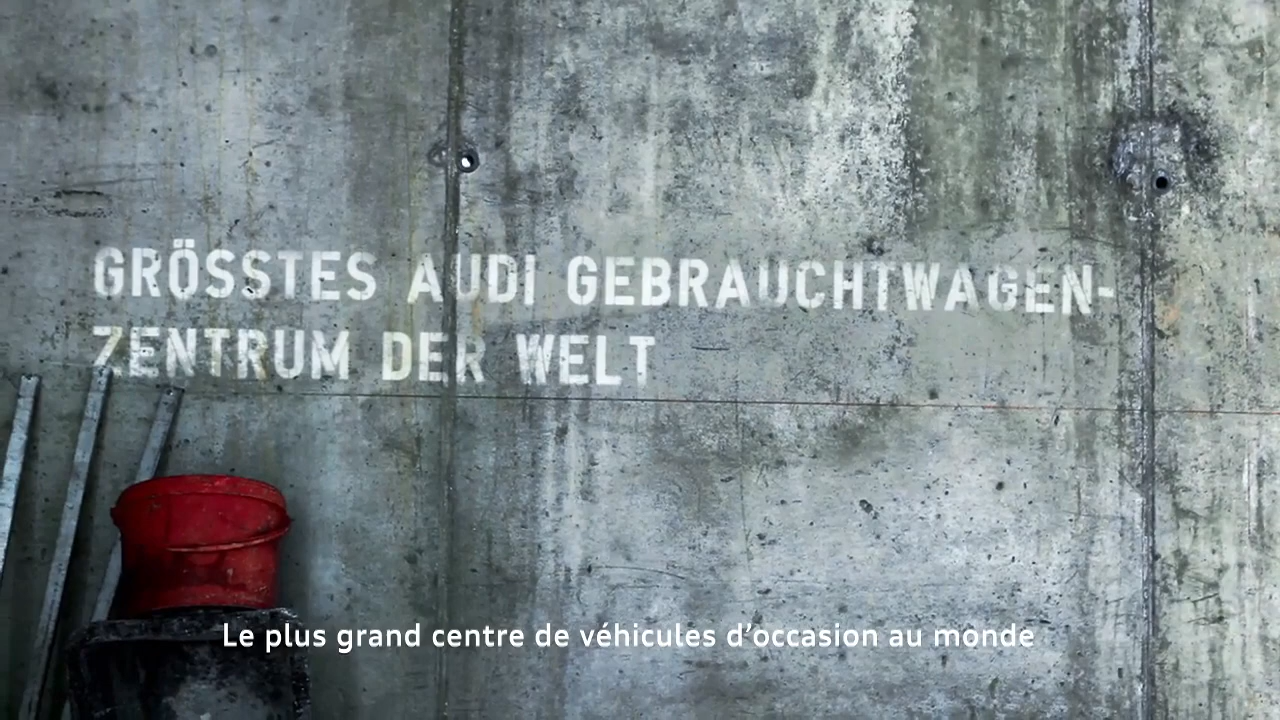 GRÖSSTES AUDI GEBRAUCHTWAGEN-
ZENTRUM DER WELT
Le plus grand centre de véhicules d’occasion au monde